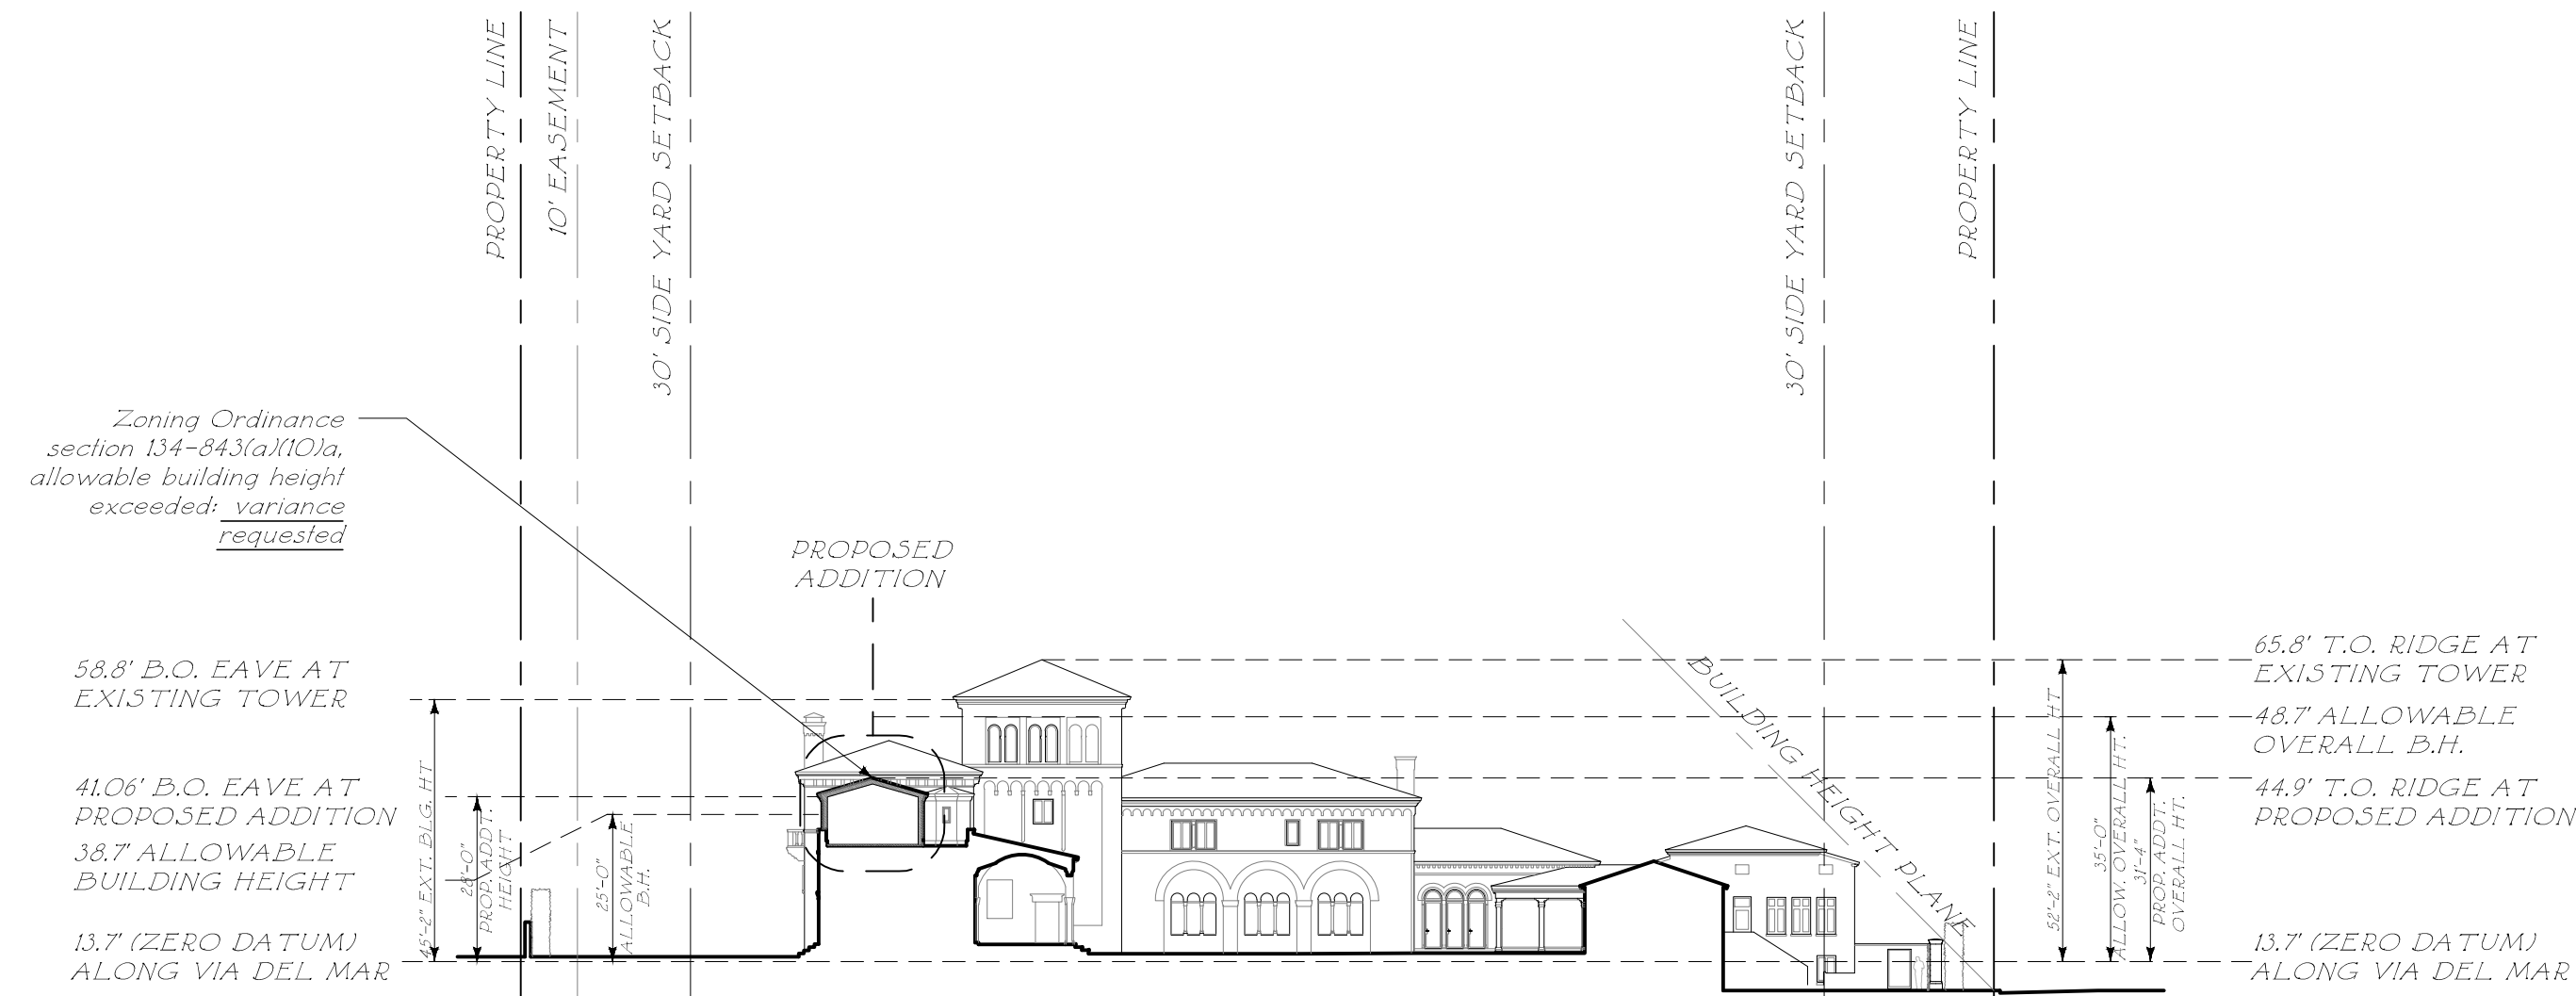 PROPERTY LINE
10' EASEMENT
30' SIDE YARD SETBACK
30' SIDE YARD SETBACK
PROPERTY LINE
Zoning Ordinance
section 134-843(a)(10)a,
allowable building height
exceeded: variance
requested
PROPOSED
ADDITION
58.8' B.O. EAVE AT
EXISTING TOWER
41.06' B.O. EAVE AT
PROPOSED ADDITION
38.7' ALLOWABLE
BUILDING HEIGHT
13.7' (ZERO DATUM)
ALONG VIA DEL MAR
45'-2" EXT. BLG. HT
28'-0"
PROP. ADDT.
HEIGHT
25'-0"
ALLOWABLE
B.H.
BUILDING HEIGHT PLANE
52'-2" EXT. OVERALL HT
35'-0"
ALLOW. OVERALL HT.
31'-4"
PROP. ADDT.
OVERALL HT.
65.8' T.O. RIDGE AT
EXISTING TOWER
48.7' ALLOWABLE
OVERALL B.H.
44.9' T.O. RIDGE AT
PROPOSED ADDITION
13.7' (ZERO DATUM)
ALONG VIA DEL MAR